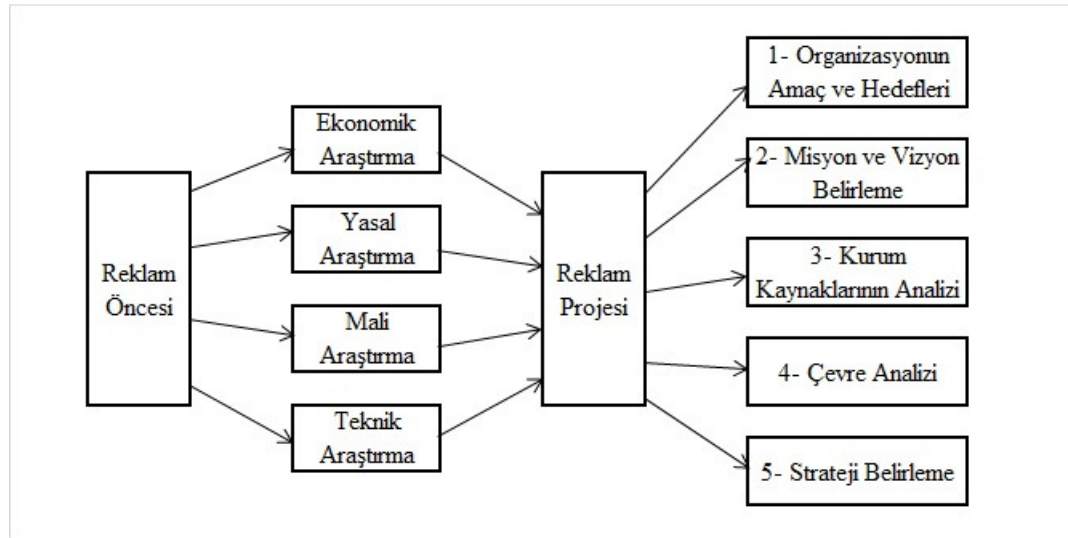 Reklam
Öncesi
Ekonomik
Araştırma
Yasal
Araştırma
Mali
Araştırma
Teknik
Araştırma
Reklam
Projesi
1- Organizasyonun
Amaç ve Hedefleri
2- Misyon ve Vizyon
Belirleme
3- Kurum
Kaynaklarının Analizi
4- Çevre Analizi
5- Strateji Belirleme